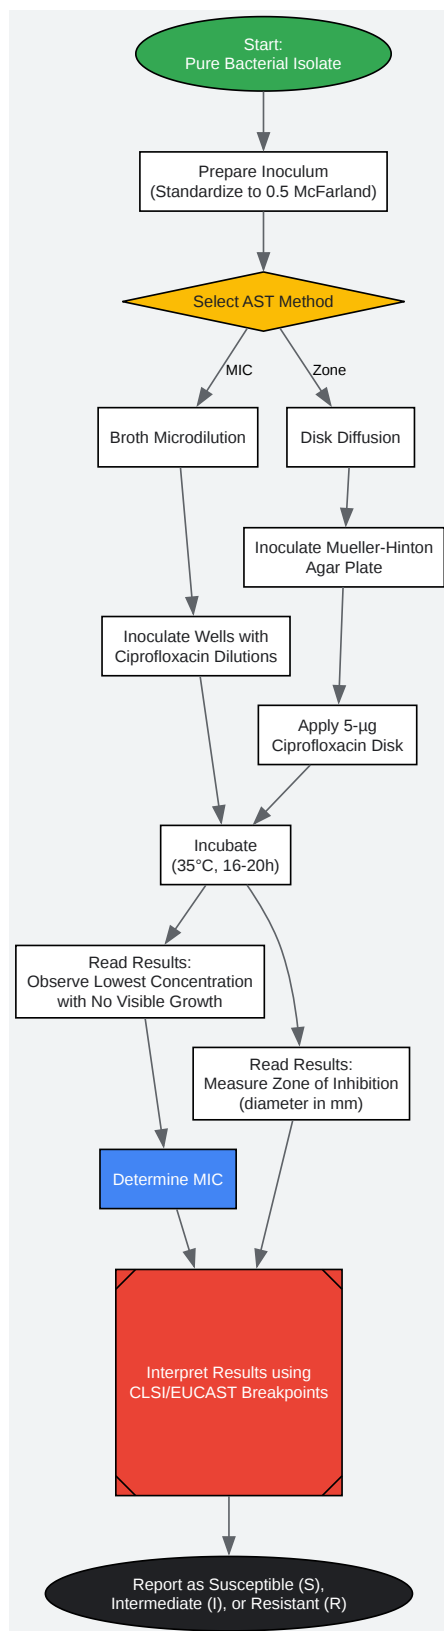 Start:
Pure Bacterial Isolate
Prepare Inoculum
(Standardize to 0.5 McFarland)
Select AST Method
MIC
Zone
Broth Microdilution
Disk Diffusion
Inoculate Mueller-Hinton
Agar Plate
Inoculate Wells with
Ciprofloxacin Dilutions
Apply 5-µg
Ciprofloxacin Disk
Incubate
(35°C, 16-20h)
Read Results:
Observe Lowest Concentration
with No Visible Growth
Read Results:
Measure Zone of Inhibition
(diameter in mm)
Determine MIC
Interpret Results using
CLSI/EUCAST Breakpoints
Report as Susceptible (S),
Intermediate (I), or Resistant (R)